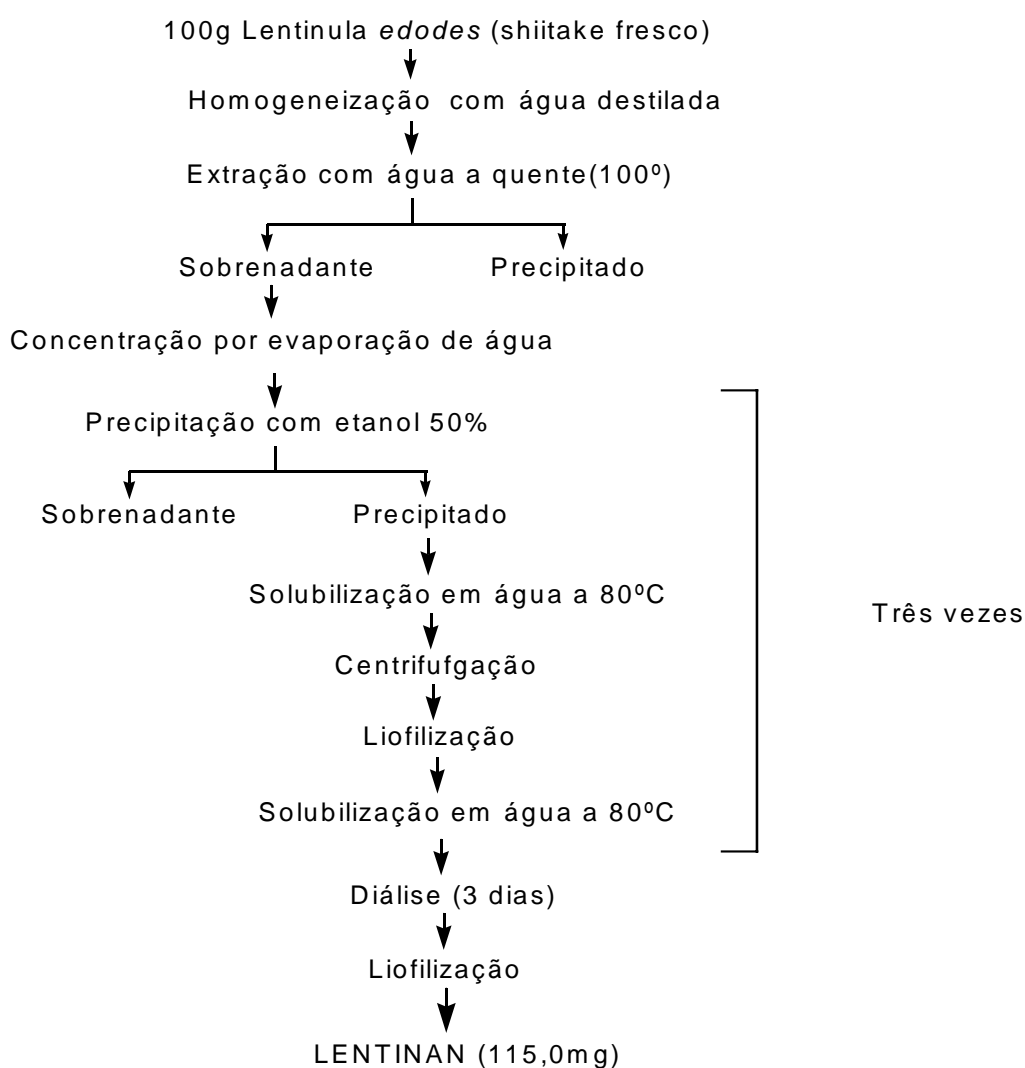 100g Lentinula edodes (shiitake fresco)
Homogeneização com água destilada
Extração com água a quente(100º)
Sobrenadante Precipitado
Concentração por evaporação de água
Precipitação com etanol 50%
Sobrenadante Precipitado
Solubilização em água a 80ºC
Três vezes
Centrifufgação
Liofilização
Solubilização em água a 80ºC
Diálise (3 dias)
Liofilização
LENTINAN (115,0mg)